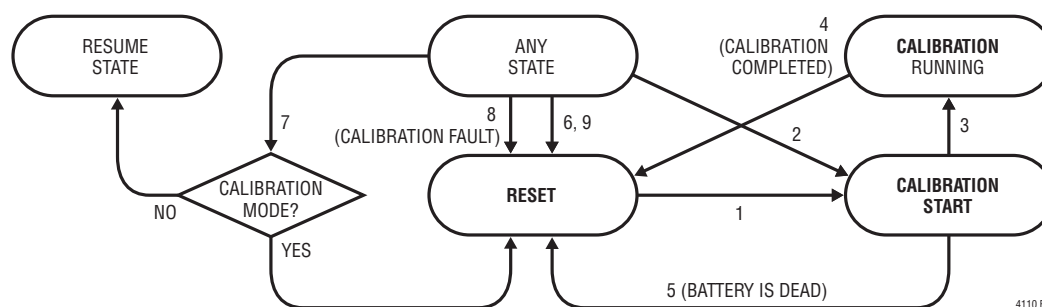 RESUME
STATE
ANY
STATE
4
(CALIBRATION
COMPLETED)
CALIBRATION
RUNNING
7
8
(CALIBRATION FAULT)
6, 9
2
3
CALIBRATION
MODE?
NO
YES
RESET
1
CALIBRATION
START
5 (BATTERY IS DEAD)